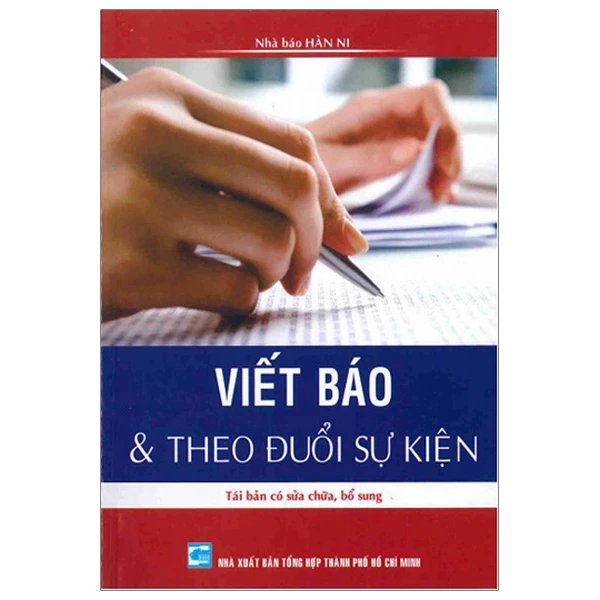 Nhà báo HÀN NI
VIẾT BÁO
& THEO ĐUỔI SỰ KIỆN
Tái bản có sửa chữa, bổ sung
NHÀ XUẤT BẢN TỔNG HỢP THÀNH PHỐ HỒ CHÍ MINH